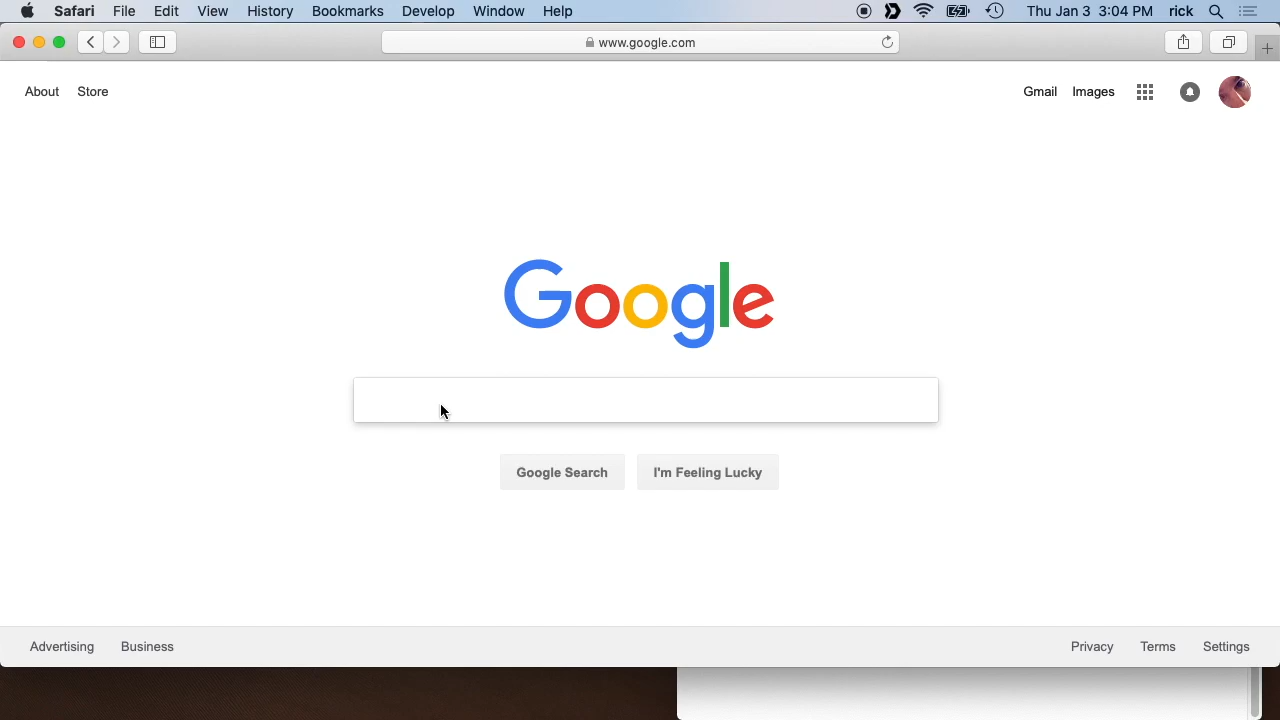 Safari File Edit View History Bookmarks Develop Window Help Thu Jan 3 3:04 PM rick
www.google.com
About Store Gmail Images
Google
Google Search I'm Feeling Lucky
Advertising Business Privacy Terms Settings